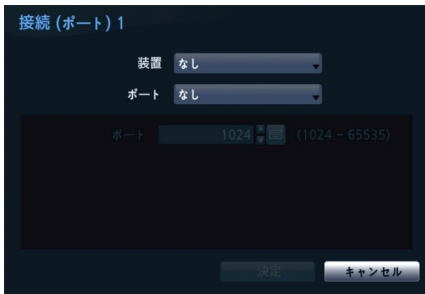 接続 (ポート) 1
装置 なし
ポート なし
ポート 1024 (1024 ~ 65535)
決定 キャンセル